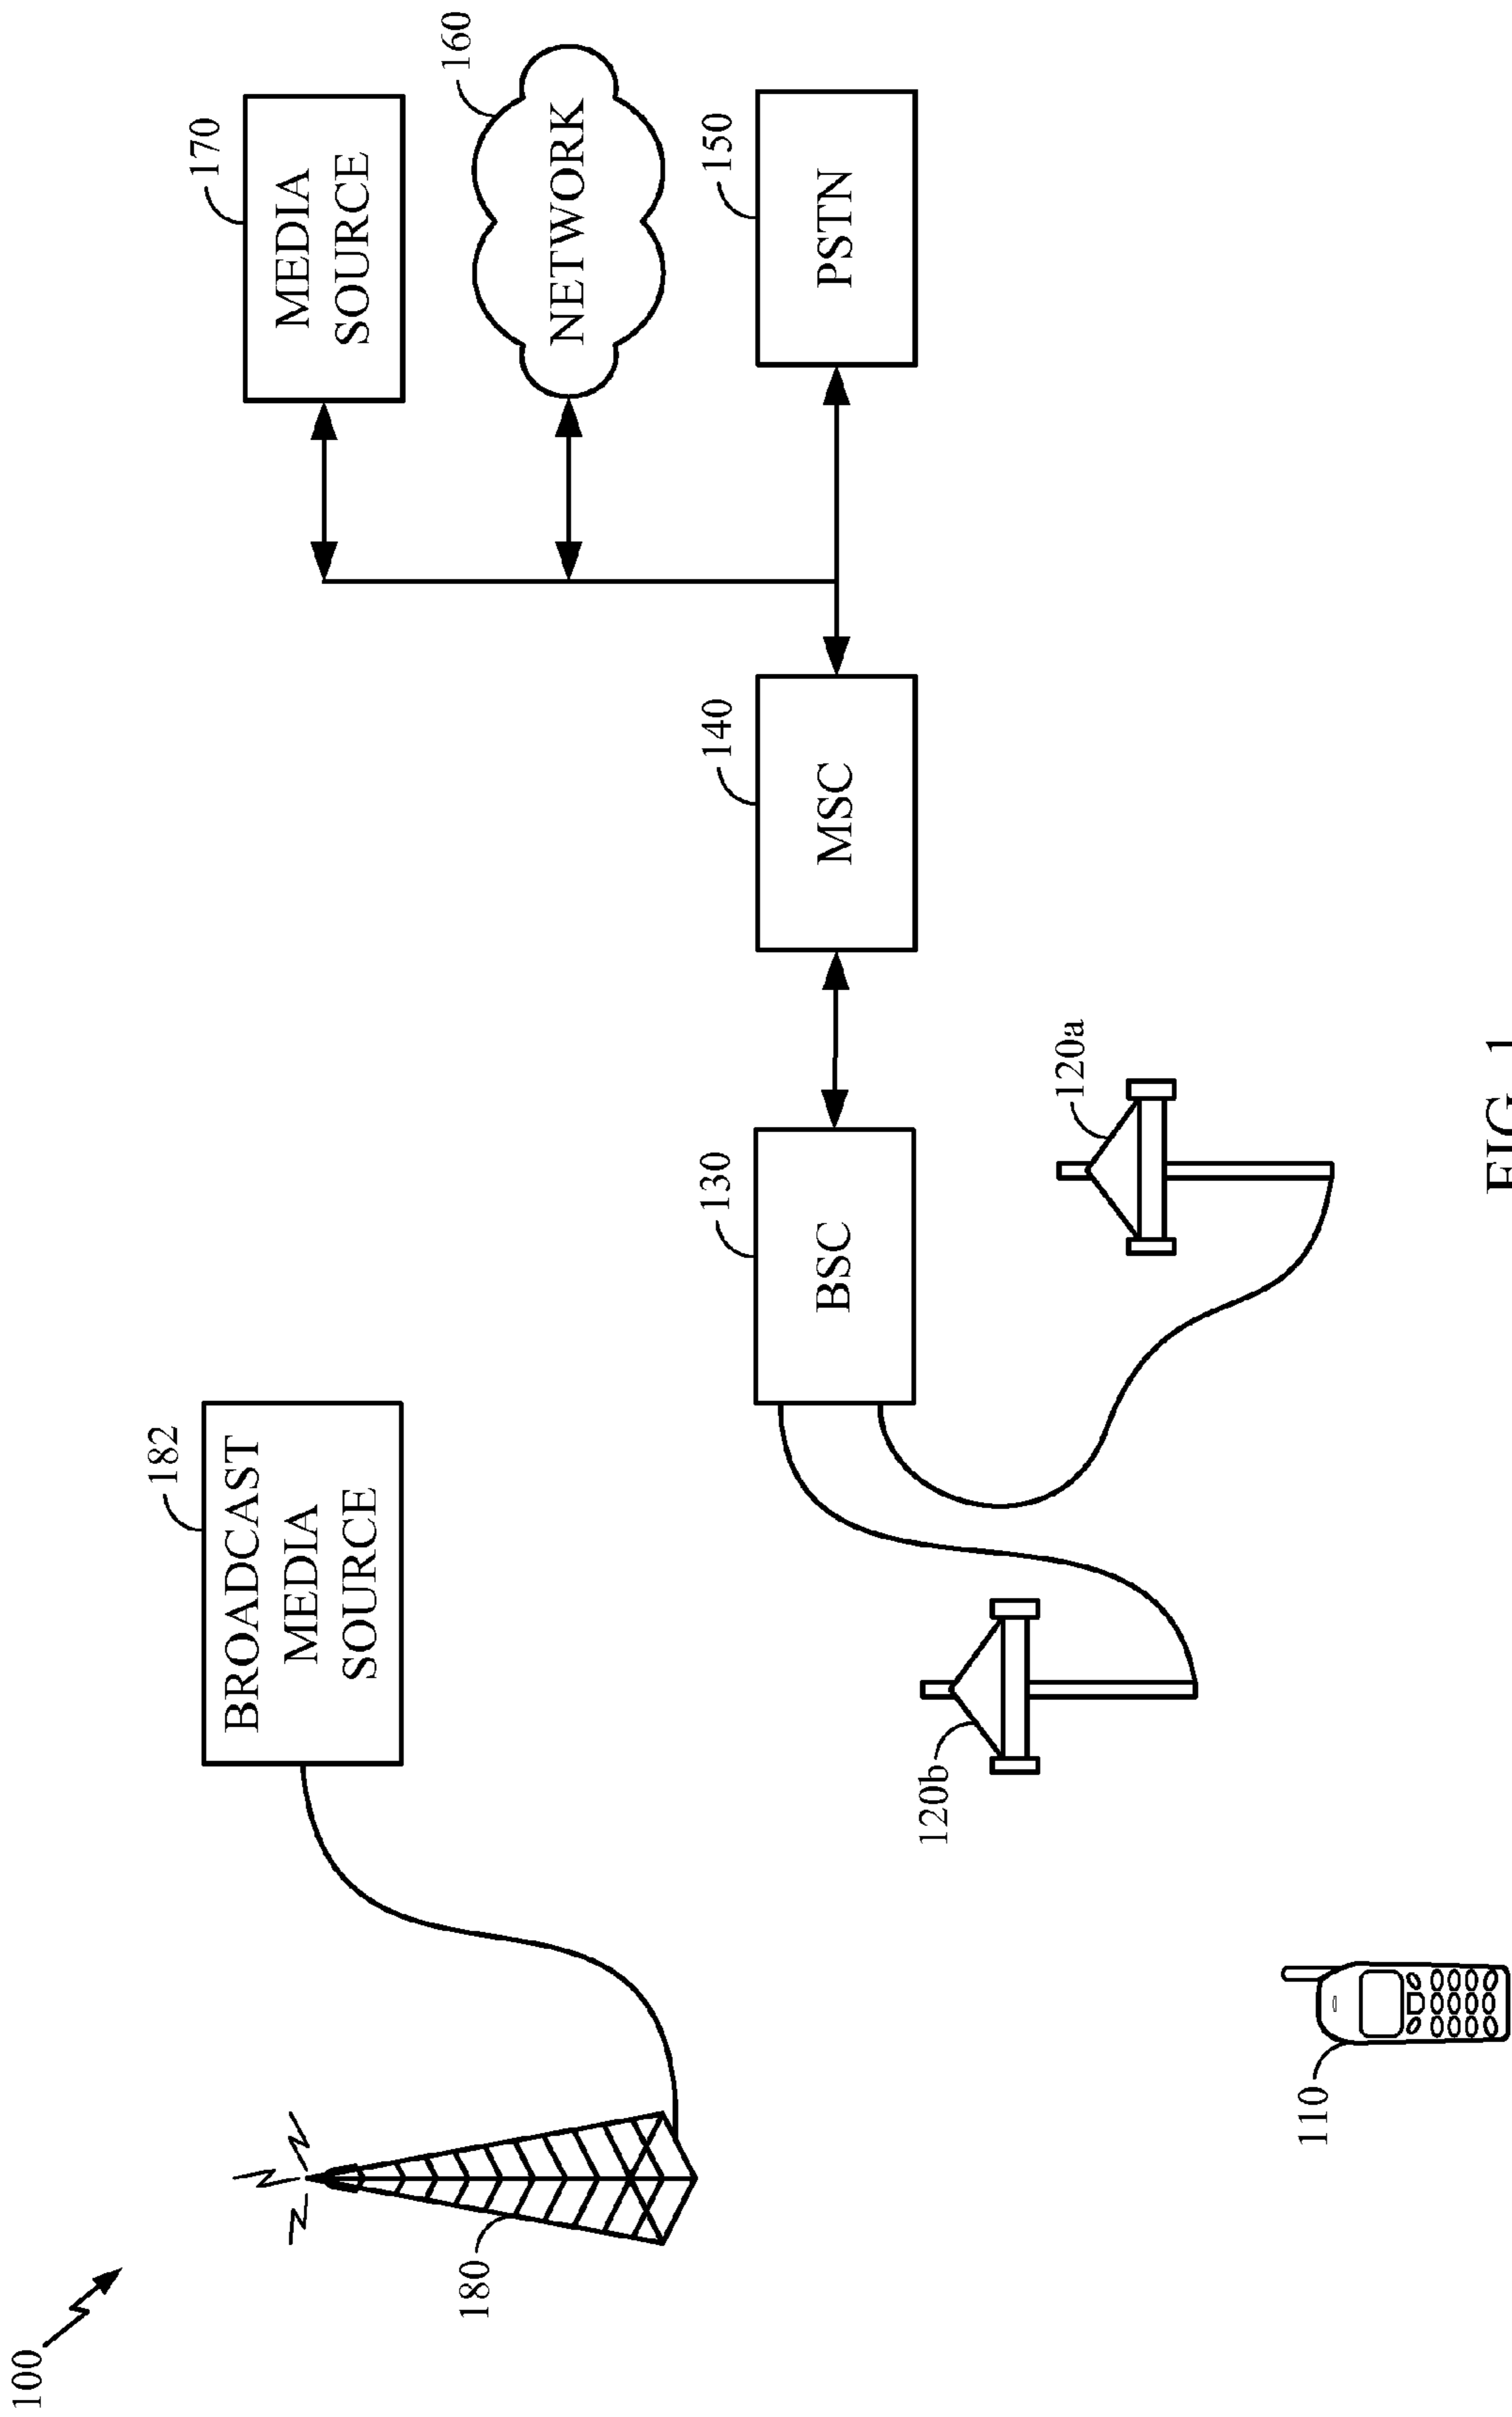 100
180
182
BROADCAST
MEDIA
SOURCE
170
MEDIA
SOURCE
160
NETWORK
130
BSC
140
MSC
150
PSTN
120b
120a
110
FIG. 1